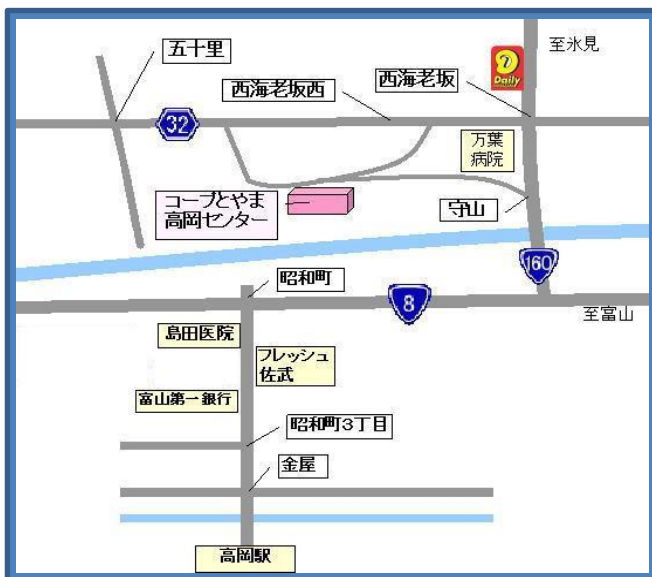 五十里
至氷見
Daily
西海老坂西
西海老坂
32
万葉
病院
コープとやま
高岡センター
守山
160
昭和町
8
至富山
島田医院
フレッシュ
佐武
富山第一銀行
昭和町3丁目
金屋
高岡駅